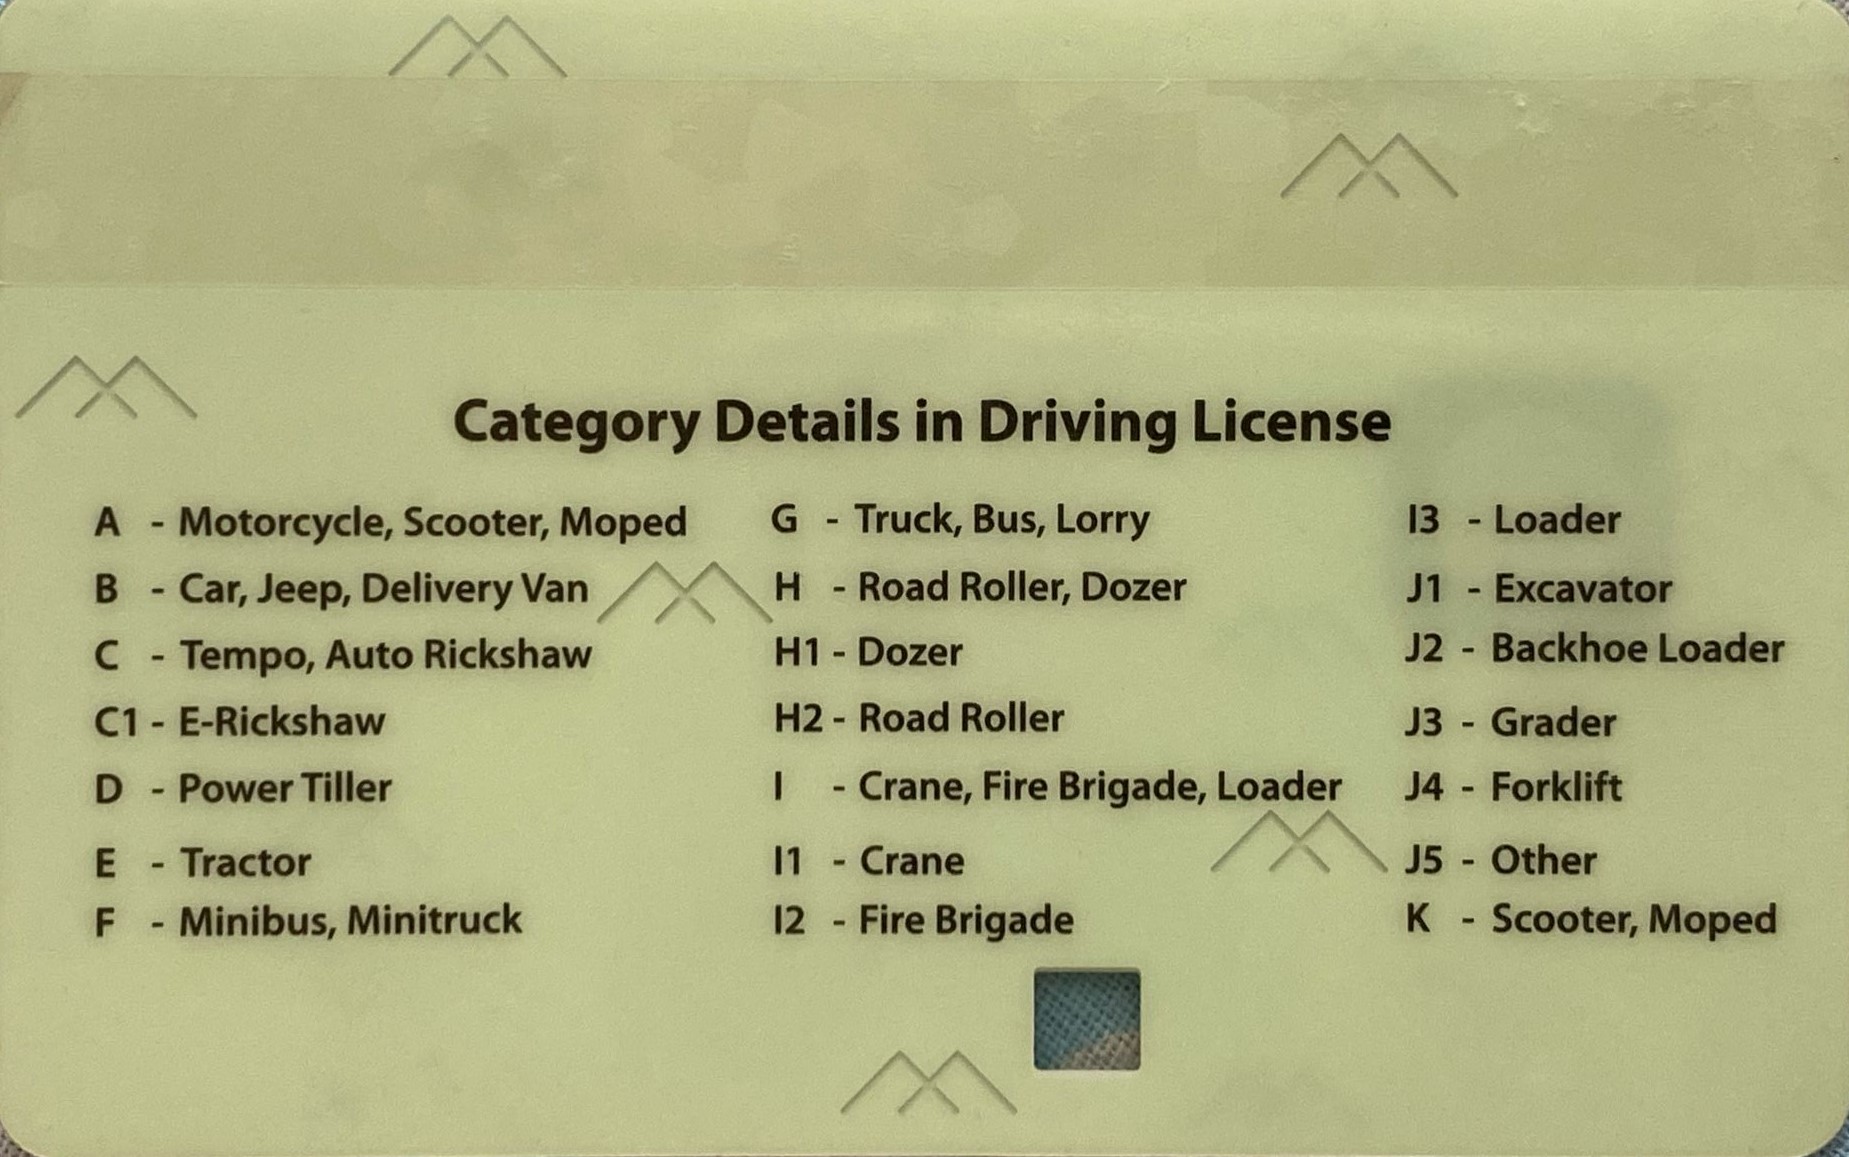 Category Details in Driving License
A - Motorcycle, Scooter, Moped
B - Car, Jeep, Delivery Van
C - Tempo, Auto Rickshaw
C1 - E-Rickshaw
D - Power Tiller
E - Tractor
F - Minibus, Minitruck
G - Truck, Bus, Lorry
H - Road Roller, Dozer
H1 - Dozer
H2 - Road Roller
I - Crane, Fire Brigade, Loader
I1 - Crane
I2 - Fire Brigade
I3 - Loader
J1 - Excavator
J2 - Backhoe Loader
J3 - Grader
J4 - Forklift
J5 - Other
K - Scooter, Moped